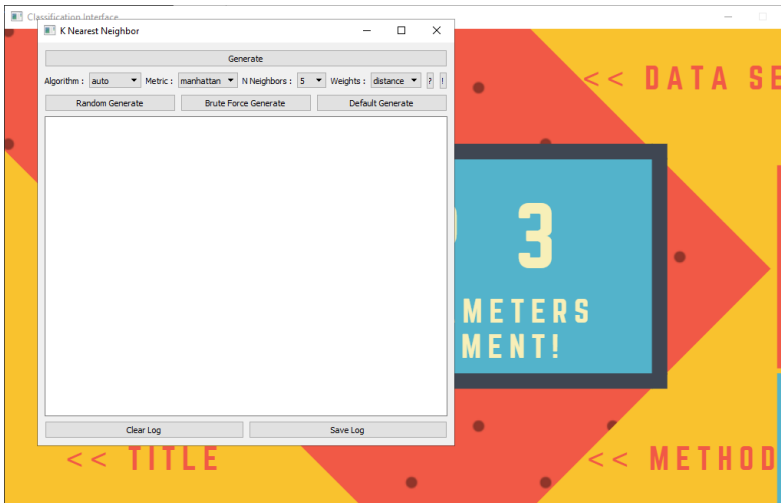 Classification Interface
K Nearest Neighbor
Generate
Algorithm : auto Metric : manhattan N Neighbors : 5 Weights : distance ? !
Random Generate Brute Force Generate Default Generate
<< DATA SE
3
METERS
MENT!
Clear Log Save Log
<< TITLE
<< METHOD